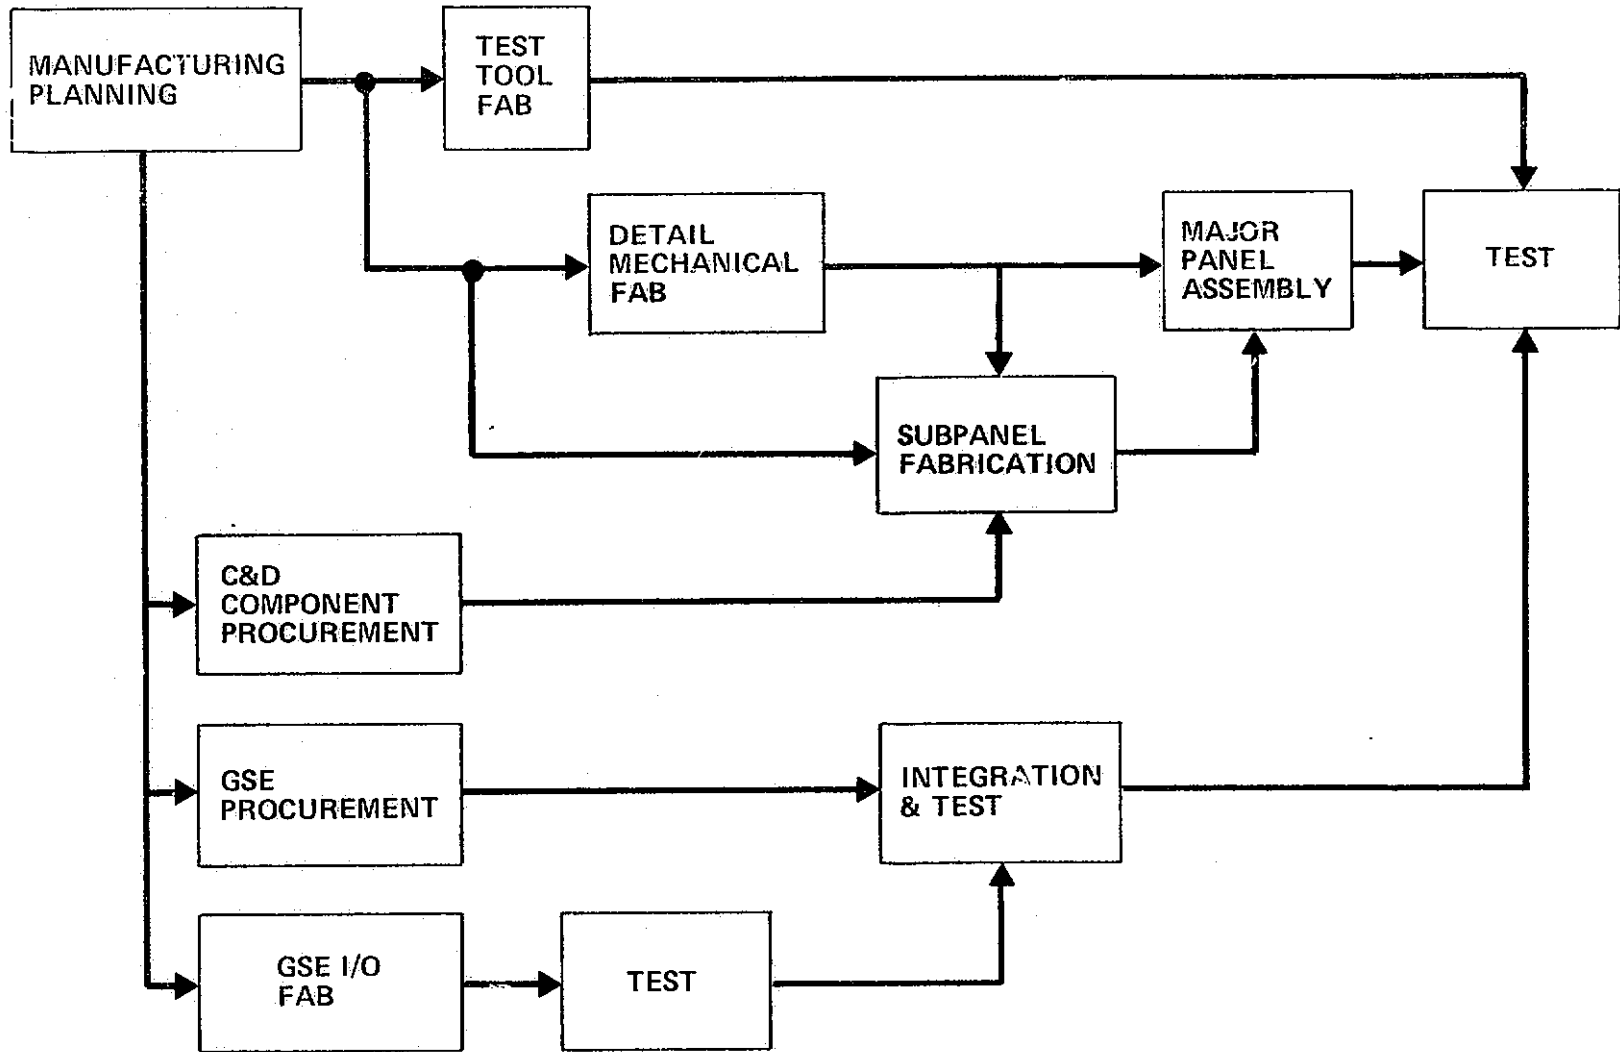 MANUFACTURING
PLANNING
TEST
TOOL
FAB
DETAIL
MECHANICAL
FAB
MAJOR
PANEL
ASSEMBLY
TEST
SUBPANEL
FABRICATION
C&D
COMPONENT
PROCUREMENT
GSE
PROCUREMENT
INTEGRATION
& TEST
GSE I/O
FAB
TEST